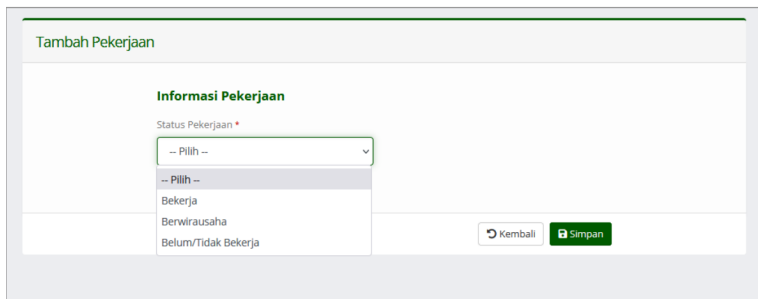 Tambah Pekerjaan
Informasi Pekerjaan
Status Pekerjaan *
-- Pilih --
-- Pilih --
Bekerja
Berwirausaha
Belum/Tidak Bekerja
Kembali
Simpan